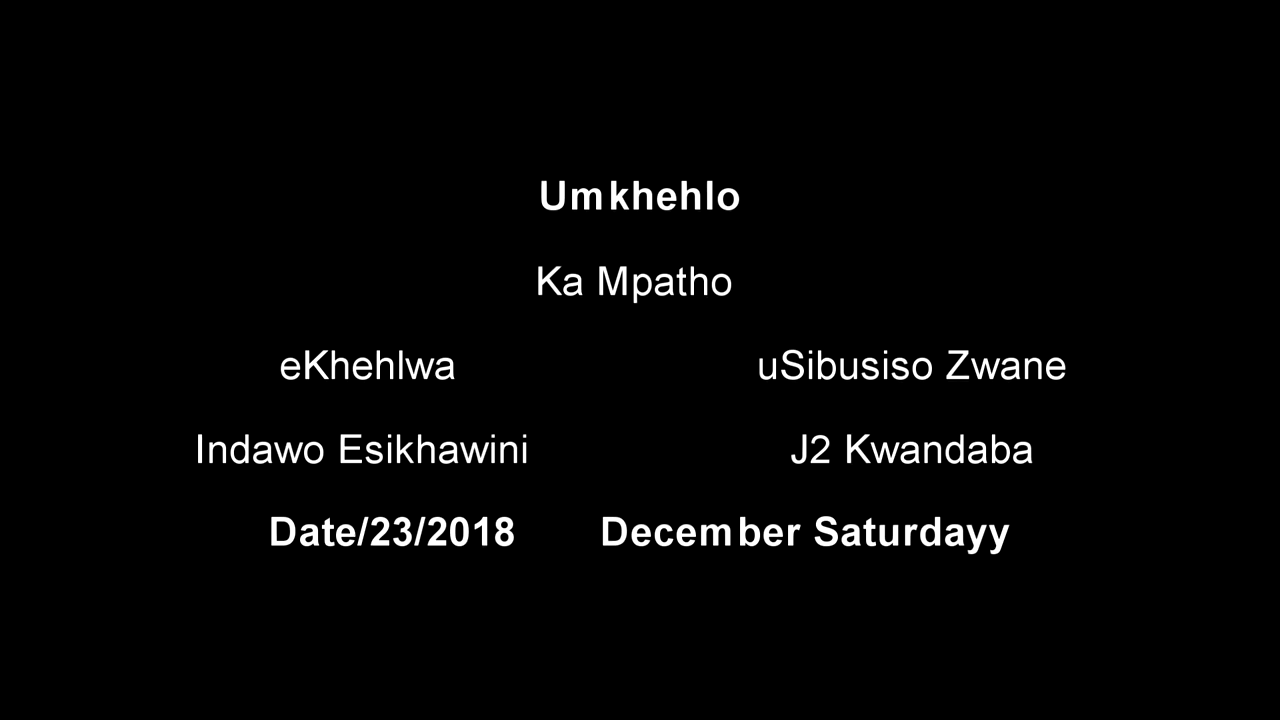 Umkhehlo
Ka Mpatho
eKhehlwa uSibusiso Zwane
Indawo Esikhawini J2 Kwandaba
Date/23/2018 December Saturdayy